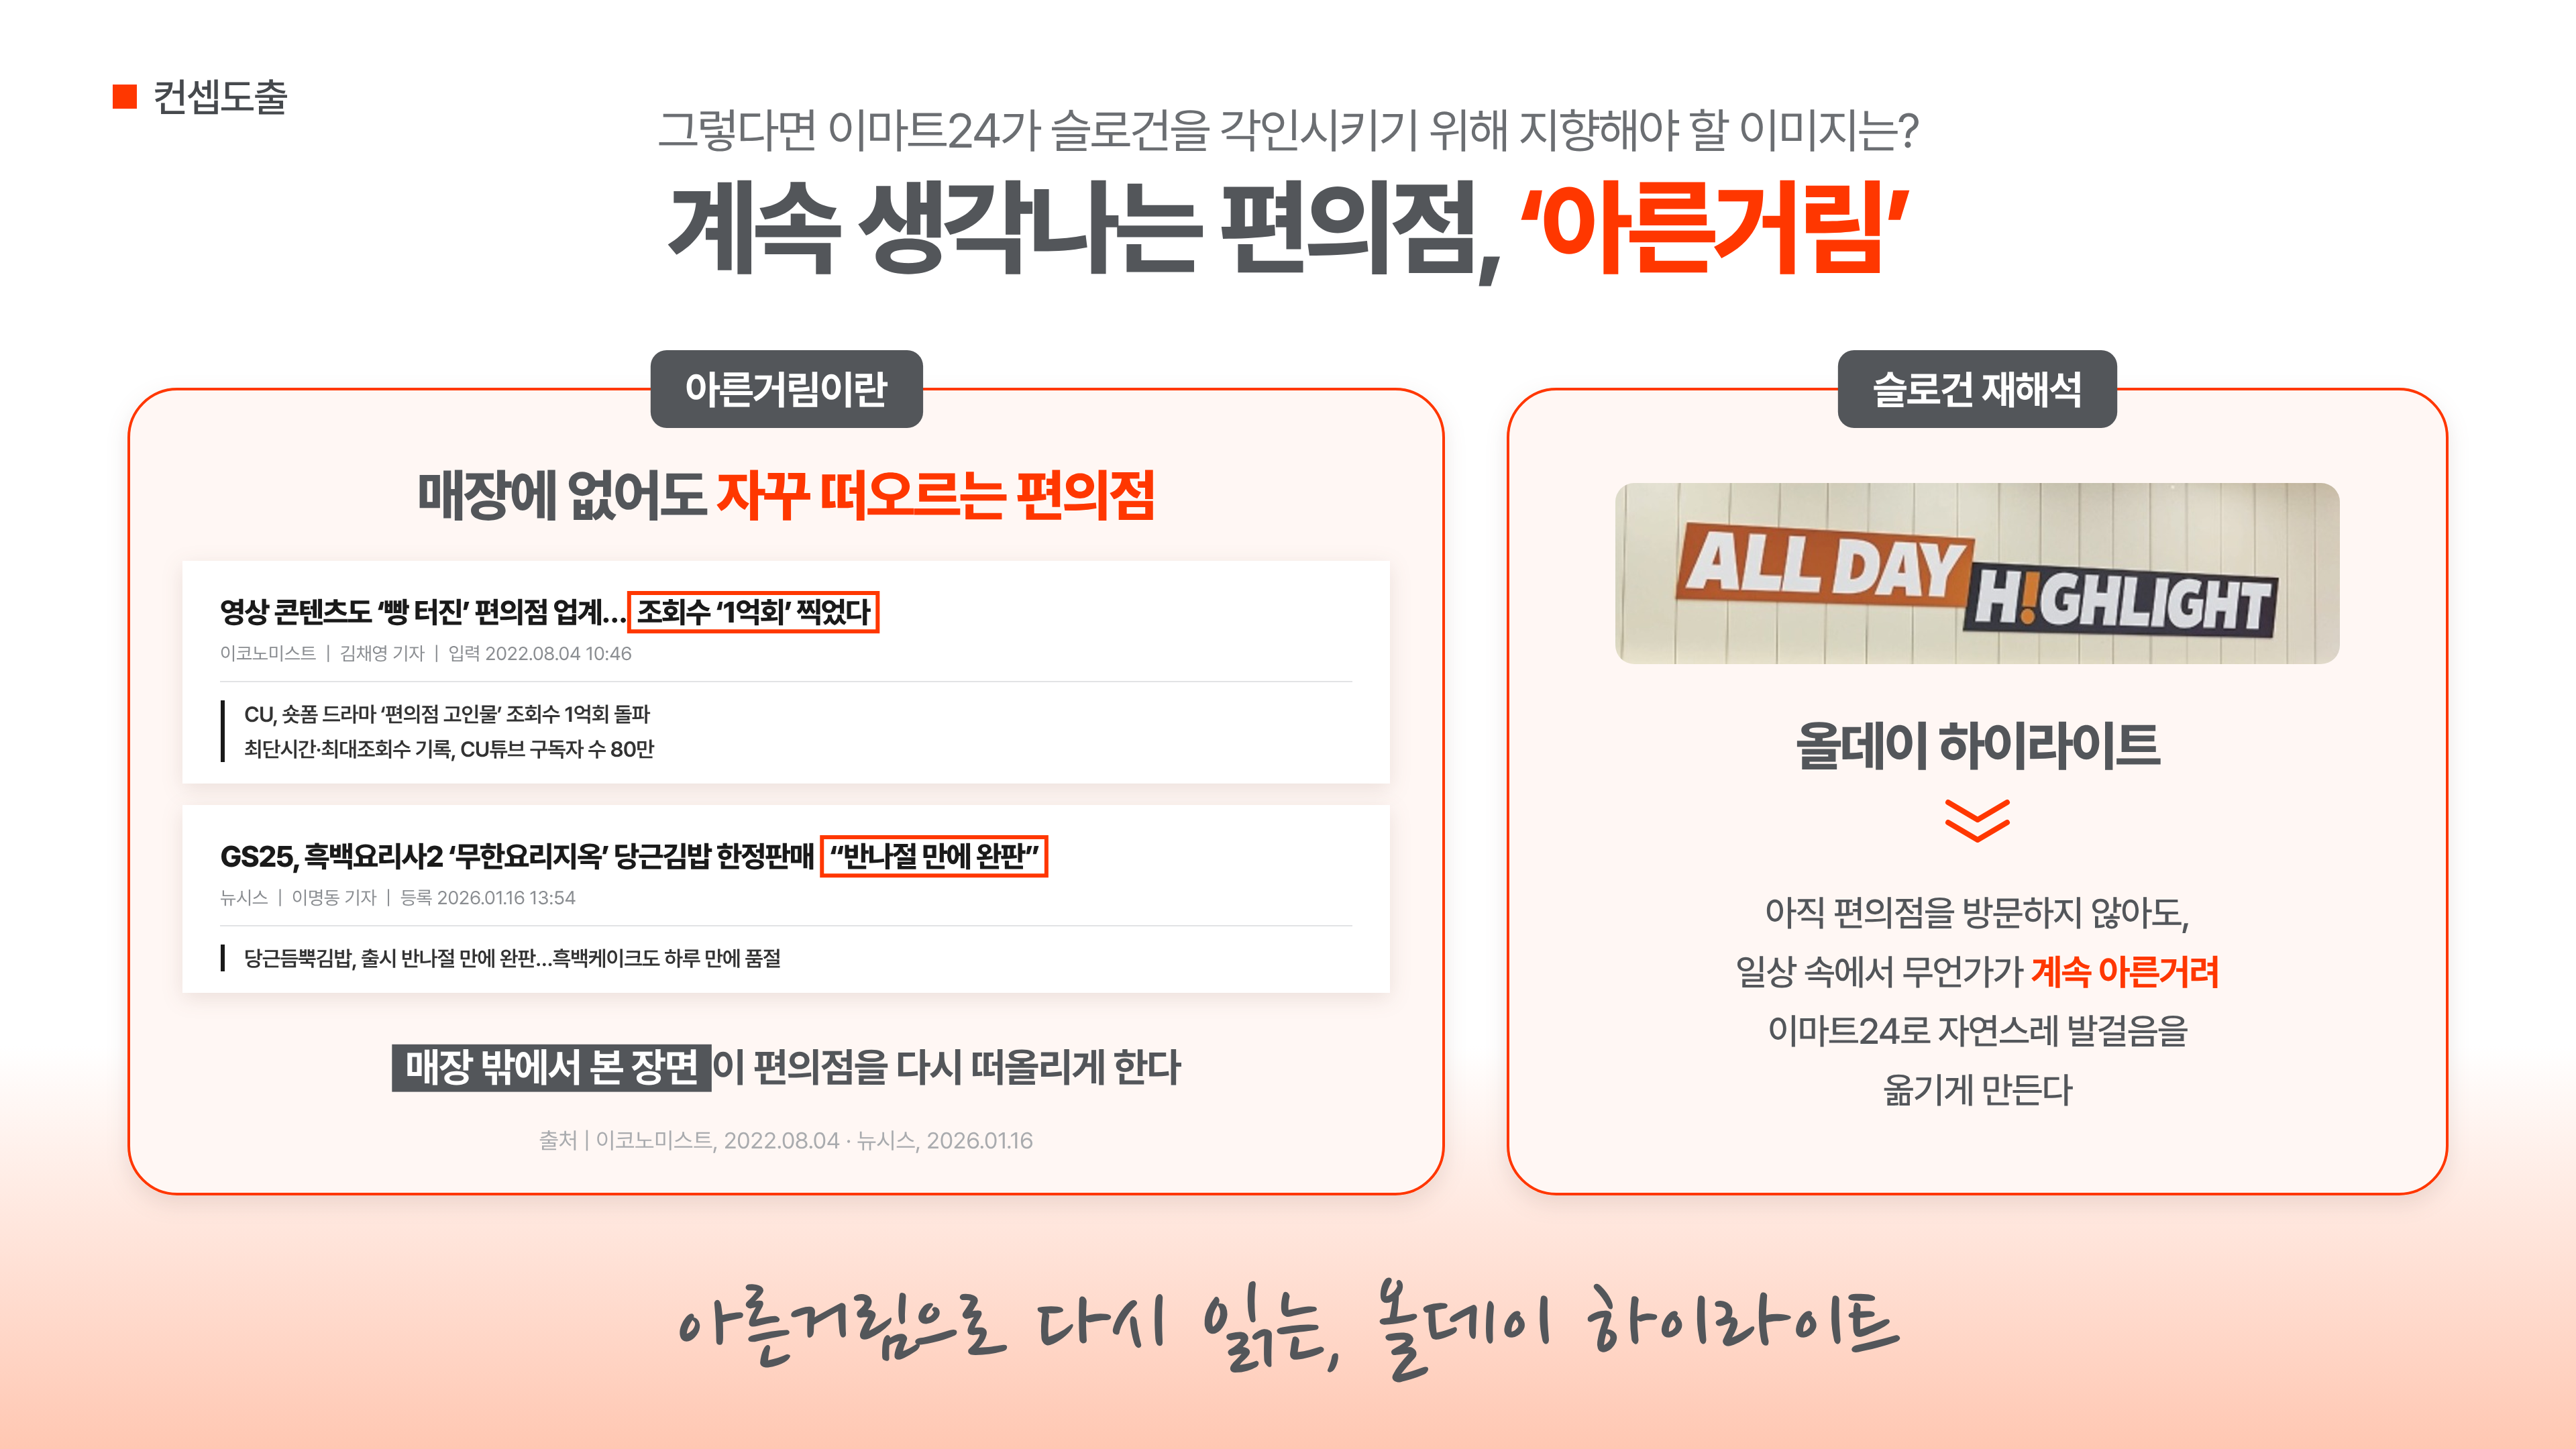 컨셉도출
그렇다면 이마트24가 슬로건을 각인시키기 위해 지향해야 할 이미지는?
계속 생각나는 편의점, ‘아른거림’
아른거림이란
매장에 없어도 자꾸 떠오르는 편의점
영상 콘텐츠도 ‘빵 터진’ 편의점 업계… 조회수 ‘1억회’ 찍었다
이코노미스트 | 김채영 기자 | 입력 2022.08.04 10:46
CU, 숏폼 드라마 ‘편의점 고인물’ 조회수 1억회 돌파
최단시간·최대조회수 기록, CU튜브 구독자 수 80만
GS25, 흑백요리사2 ‘무한요리지옥’ 당근김밥 한정판매 “반나절 만에 완판”
뉴시스 | 이명동 기자 | 등록 2026.01.16 13:54
당근듬뿍김밥, 출시 반나절 만에 완판…흑백케이크도 하루 만에 품절
매장 밖에서 본 장면이 편의점을 다시 떠올리게 한다
출처 | 이코노미스트, 2022.08.04 · 뉴시스, 2026.01.16
슬로건 재해석
ALL DAY
H!GHLIGHT
올데이 하이라이트
아직 편의점을 방문하지 않아도,
일상 속에서 무언가가 계속 아른거려
이마트24로 자연스레 발걸음을
옮기게 만든다
아른거림으로 다시 읽는, 올데이 하이라이트